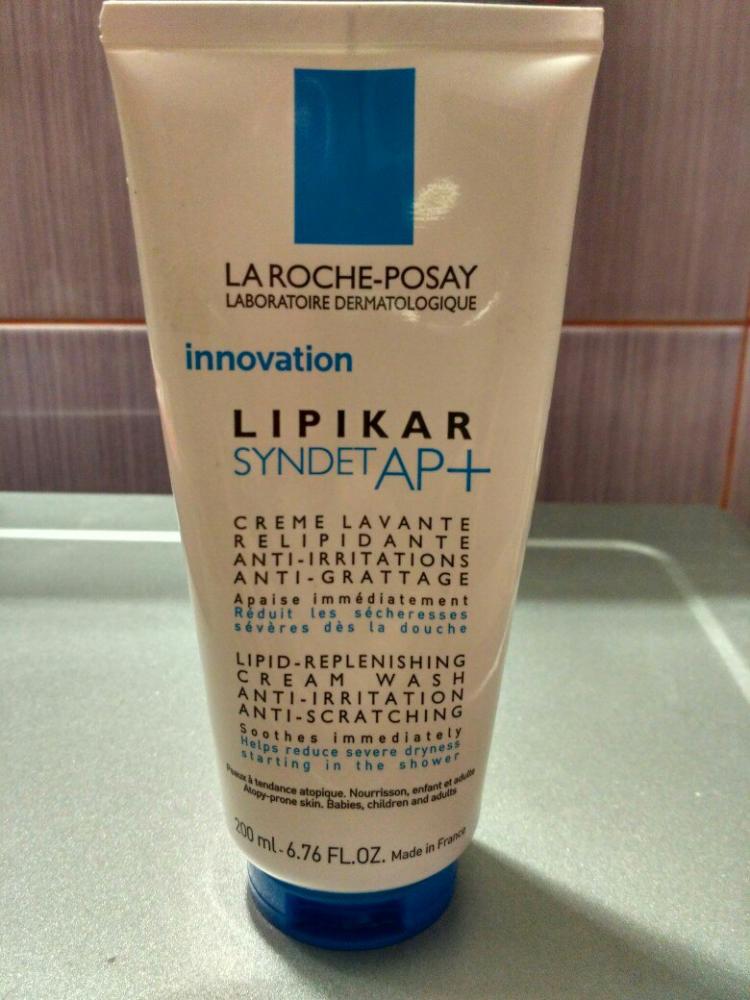 LA ROCHE-POSAY
LABORATOIRE DERMATOLOGIQUE
innovation
LIPIKAR
SYNDET AP+
CREME LAVANTE
RELIPIDANTE
ANTI-IRRITATIONS
ANTI-GRATTAGE
Apaise immédiatement
Réduit les sécheresses
sévères dès la douche
LIPID-REPLENISHING
CREAM WASH
ANTI-IRRITATION
ANTI-SCRATCHING
Soothes immediately
Helps reduce severe dryness
starting in the shower
Peaux à tendance atopique. Nourrisson, enfant et adulte
Atopy-prone skin. Babies, children and adults
200 ml - 6.76 FL.OZ. Made in France